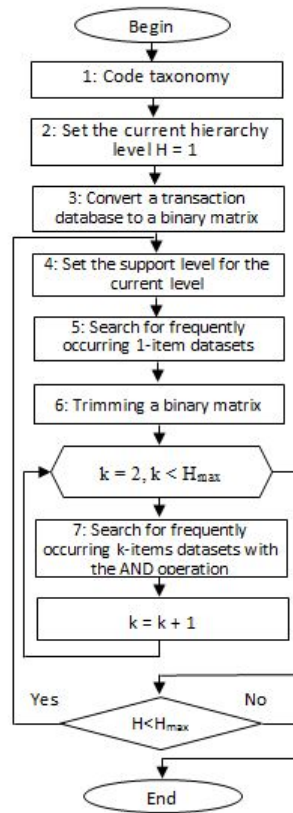 Begin
1: Code taxonomy
2: Set the current hierarchy
level H = 1
3: Convert a transaction
database to a binary matrix
4: Set the support level for the
current level
5: Search for frequently
occurring 1-item datasets
6: Trimming a binary matrix
k = 2, k < Hmax
7: Search for frequently
occurring k-items datasets with
the AND operation
k = k + 1
Yes
No
H<Hmax
End